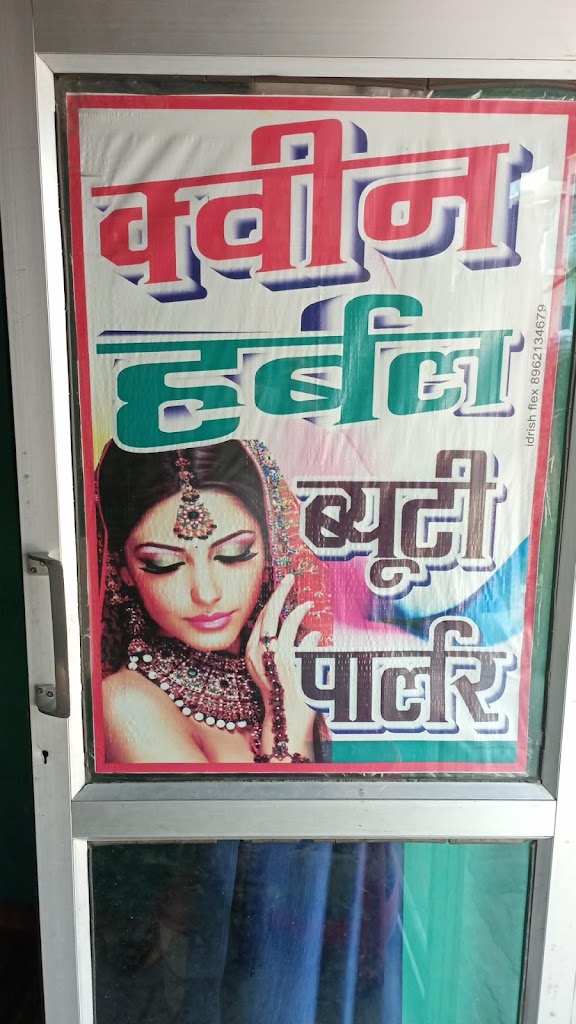 क्वीन
हर्बल
ब्यूटी
पार्लर
idrish flex 8962134679